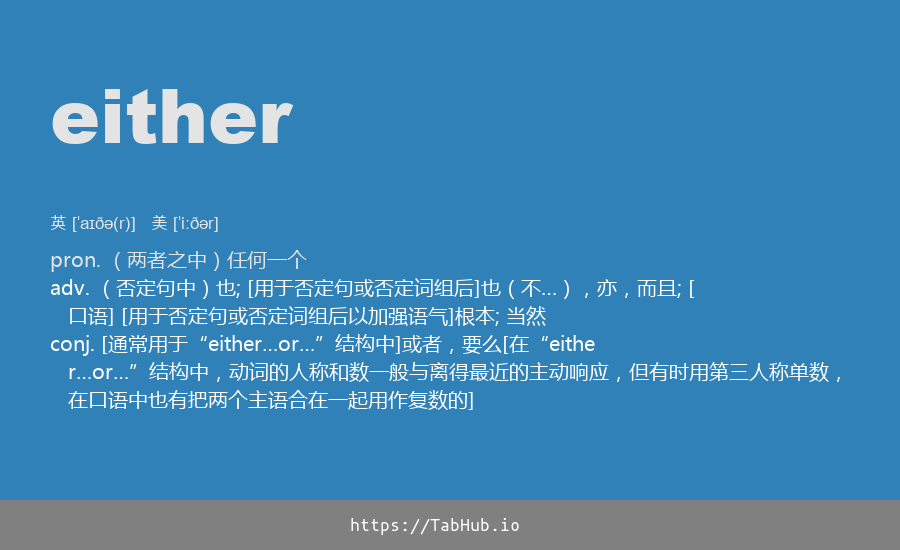 either
英 [ˈaɪðə(r)] 美 [ˈiːðər]
pron. （两者之中）任何一个
adv. （否定句中）也; [用于否定句或否定词组后]也（不…），亦，而且; [
口语] [用于否定句或否定词组后以加强语气]根本; 当然
conj. [通常用于“either…or…”结构中]或者，要么[在“eithe
r…or…”结构中，动词的人称和数一般与离得最近的主动响应，但有时用第三人称单数，
在口语中也有把两个主语合在一起用作复数的]
https://TabHub.io